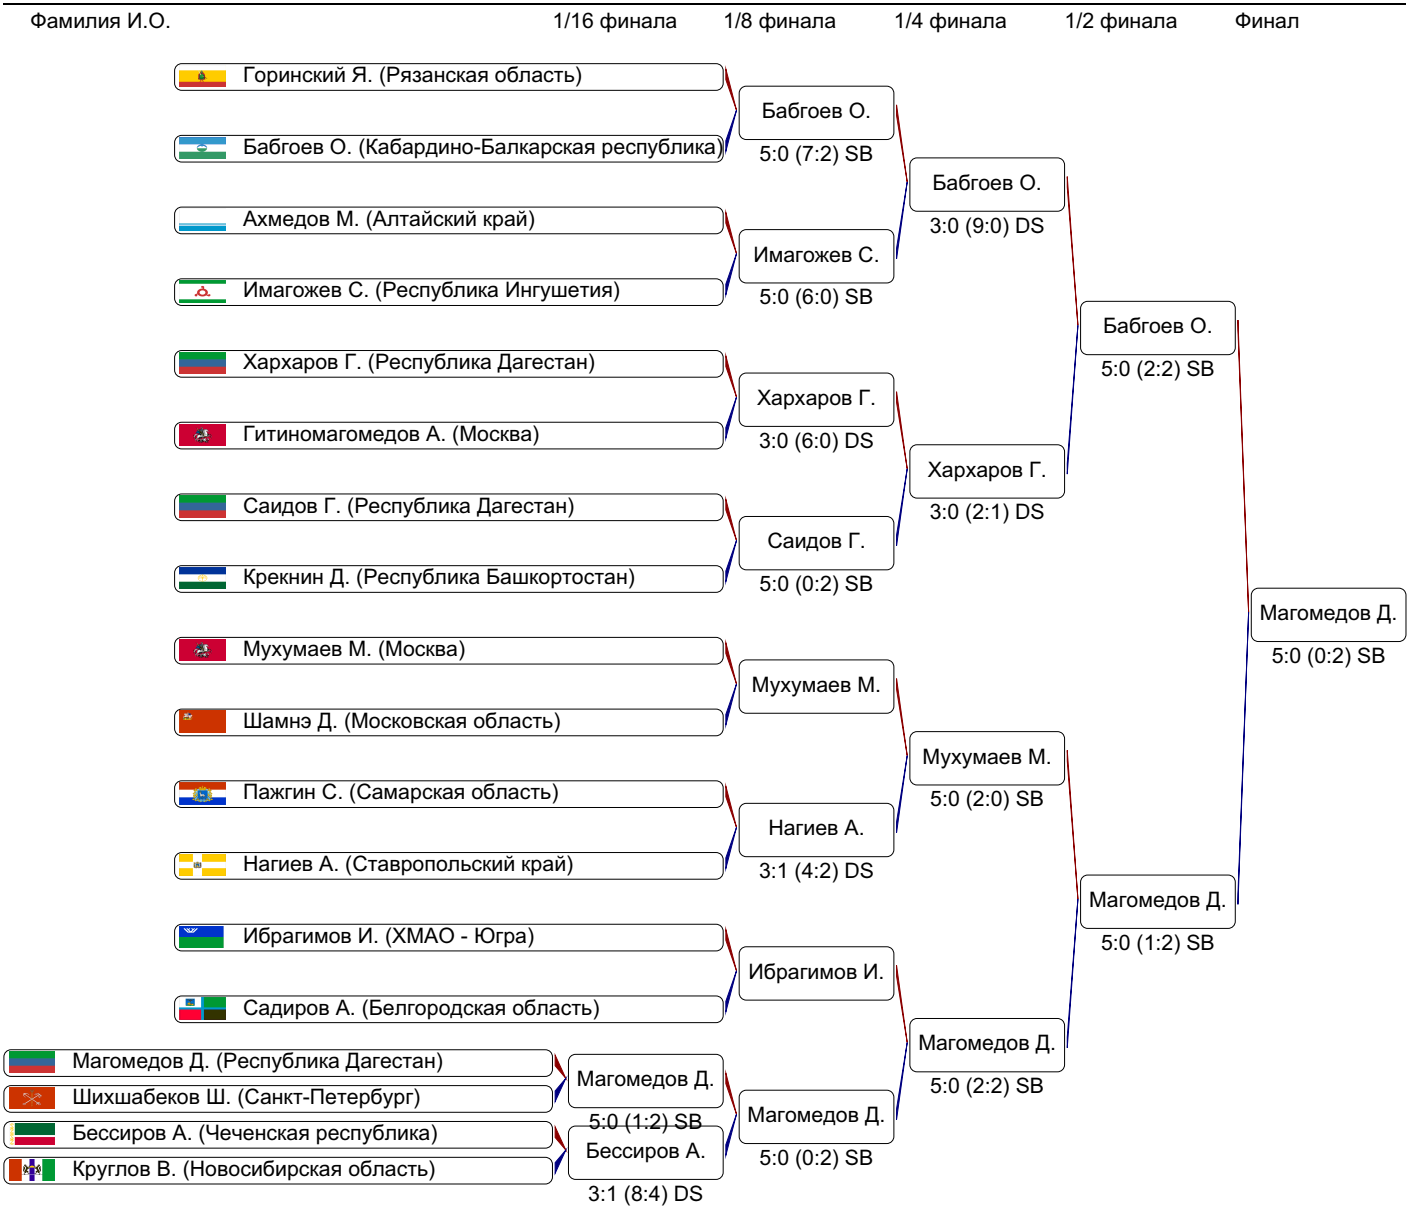 Фамилия И.О. 1/16 финала 1/8 финала 1/4 финала 1/2 финала Финал
Горинский Я. (Рязанская область)
Бабгоев О.
Бабгоев О. (Кабардино-Балкарская республика)
5:0 (7:2) SB
Бабгоев О.
Ахмедов М. (Алтайский край)
3:0 (9:0) DS
Имагожев С.
Имагожев С. (Республика Ингушетия)
5:0 (6:0) SB
Бабгоев О.
Хархаров Г. (Республика Дагестан)
5:0 (2:2) SB
Хархаров Г.
Гитиномагомедов А. (Москва)
3:0 (6:0) DS
Хархаров Г.
Саидов Г. (Республика Дагестан)
3:0 (2:1) DS
Саидов Г.
Крекнин Д. (Республика Башкортостан)
5:0 (0:2) SB
Магомедов Д.
Мухумаев М. (Москва)
5:0 (0:2) SB
Мухумаев М.
Шамнэ Д. (Московская область)
Мухумаев М.
Пажгин С. (Самарская область)
5:0 (2:0) SB
Нагиев А.
Нагиев А. (Ставропольский край)
3:1 (4:2) DS
Магомедов Д.
Ибрагимов И. (ХМАО - Югра)
5:0 (1:2) SB
Ибрагимов И.
Садиров А. (Белгородская область)
Магомедов Д.
Магомедов Д. (Республика Дагестан)
Магомедов Д.
5:0 (2:2) SB
Шихшабеков Ш. (Санкт-Петербург)
Магомедов Д.
5:0 (1:2) SB
Бессиров А. (Чеченская республика)
Бессиров А.
5:0 (0:2) SB
Круглов В. (Новосибирская область)
3:1 (8:4) DS